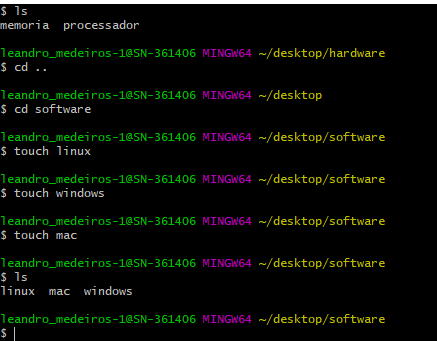 $ ls
memoria  processador
leandro_medeiros-1@SN-361406 MINGW64 ~/desktop/hardware
$ cd ..
leandro_medeiros-1@SN-361406 MINGW64 ~/desktop
$ cd software
leandro_medeiros-1@SN-361406 MINGW64 ~/desktop/software
$ touch linux
leandro_medeiros-1@SN-361406 MINGW64 ~/desktop/software
$ touch windows
leandro_medeiros-1@SN-361406 MINGW64 ~/desktop/software
$ touch mac
leandro_medeiros-1@SN-361406 MINGW64 ~/desktop/software
$ ls
linux  mac  windows
leandro_medeiros-1@SN-361406 MINGW64 ~/desktop/software
$